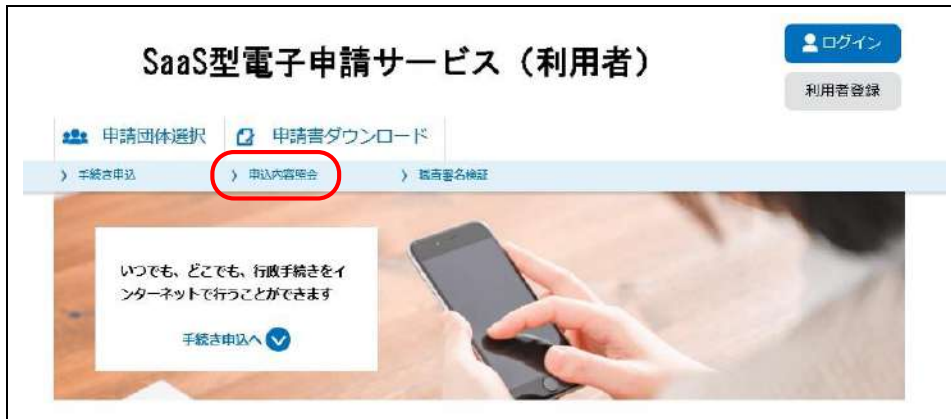 SaaS型電子申請サービス（利用者）
ログイン
利用者登録
申請団体選択
申請書ダウンロード
手続き申込
申込内容照会
職責署名検証
いつでも、どこでも、行政手続きをイ
ンターネットで行うことができます
手続き申込へ